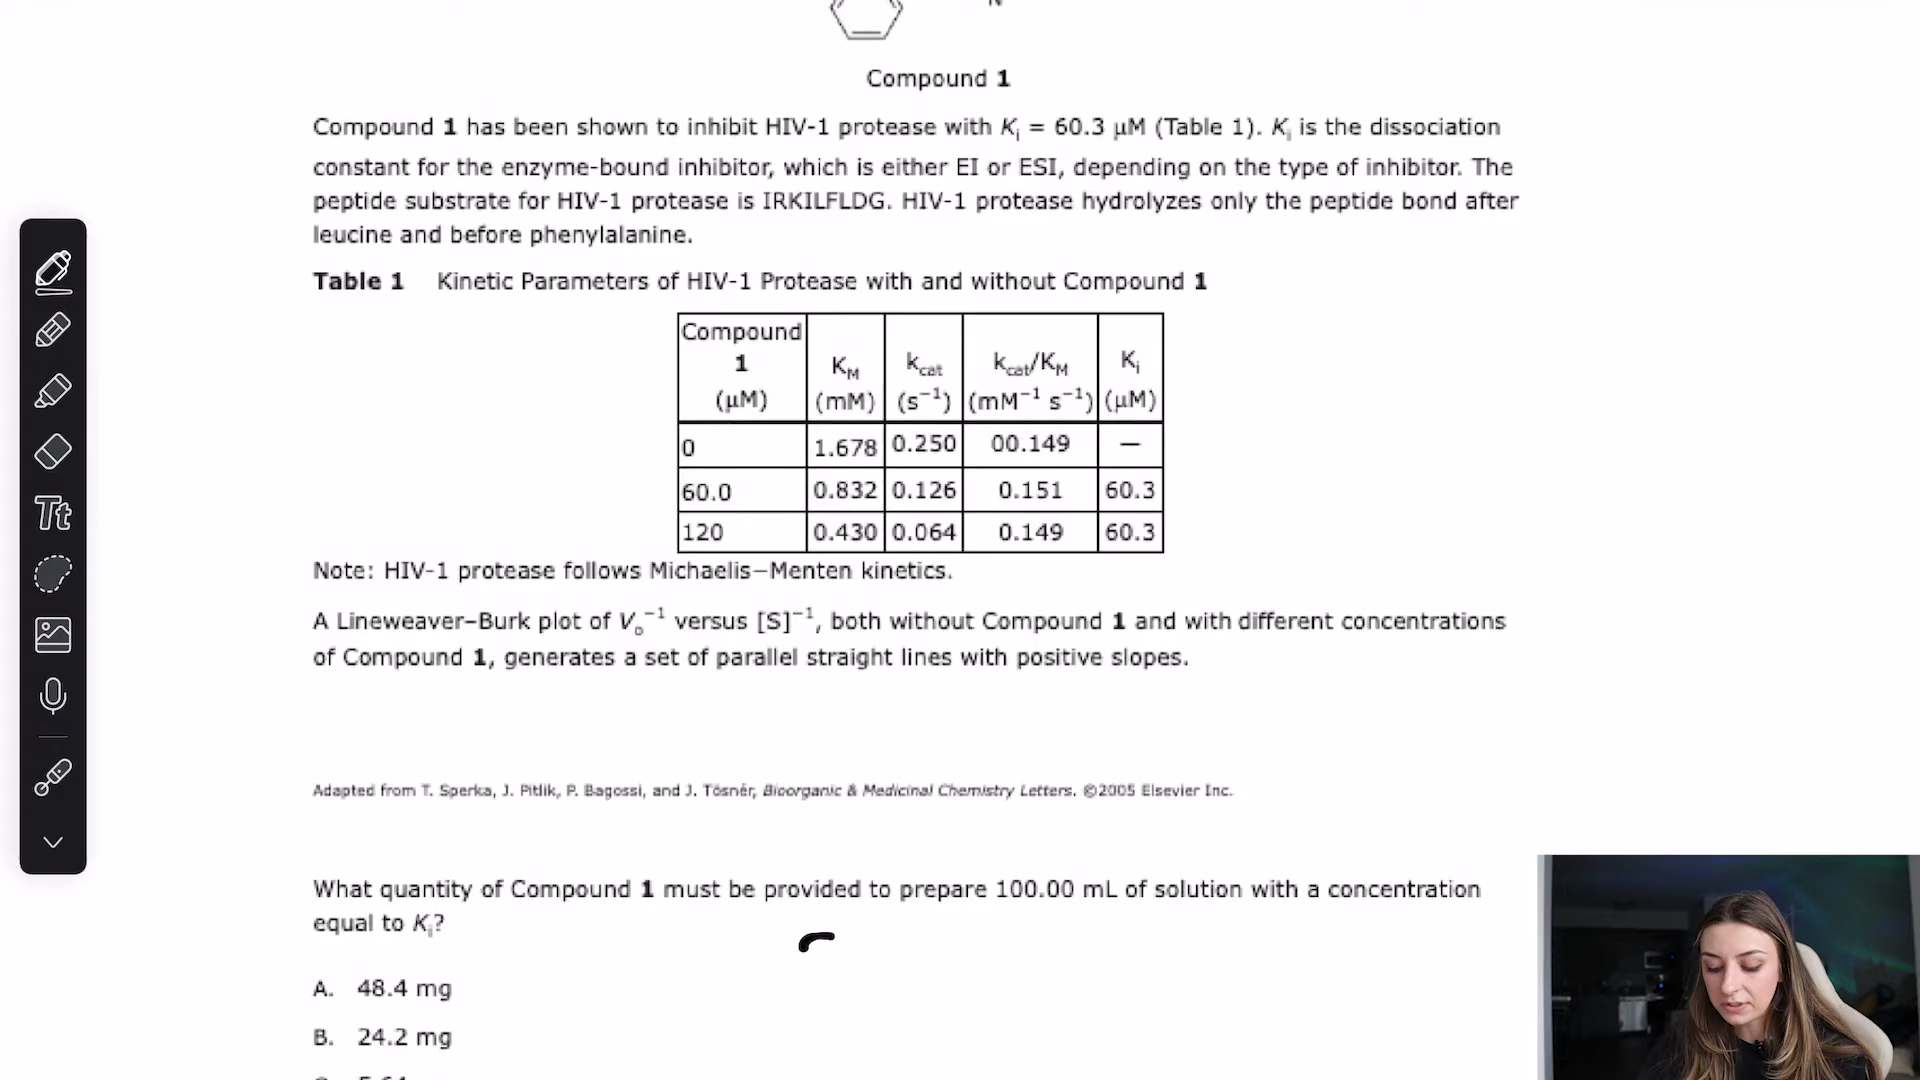 N
Compound 1
Compound 1 has been shown to inhibit HIV-1 protease with Kᵢ = 60.3 μM (Table 1). Kᵢ is the dissociation
constant for the enzyme-bound inhibitor, which is either EI or ESI, depending on the type of inhibitor. The
peptide substrate for HIV-1 protease is IRKILFLDG. HIV-1 protease hydrolyzes only the peptide bond after
leucine and before phenylalanine.
Table 1 Kinetic Parameters of HIV-1 Protease with and without Compound 1
Compound 1 (μM) K_M (mM) k_cat (s⁻¹) k_cat/K_M (mM⁻¹ s⁻¹) Kᵢ (μM)
0 1.678 0.250 00.149 —
60.0 0.832 0.126 0.151 60.3
120 0.430 0.064 0.149 60.3
Note: HIV-1 protease follows Michaelis–Menten kinetics.
A Lineweaver–Burk plot of Vₒ⁻¹ versus [S]⁻¹, both without Compound 1 and with different concentrations
of Compound 1, generates a set of parallel straight lines with positive slopes.
Adapted from T. Sperka, J. Pitlik, P. Bagossi, and J. Tösnér, Bioorganic & Medicinal Chemistry Letters. ©2005 Elsevier Inc.
What quantity of Compound 1 must be provided to prepare 100.00 mL of solution with a concentration
equal to Kᵢ?
A. 48.4 mg
B. 24.2 mg
Tt